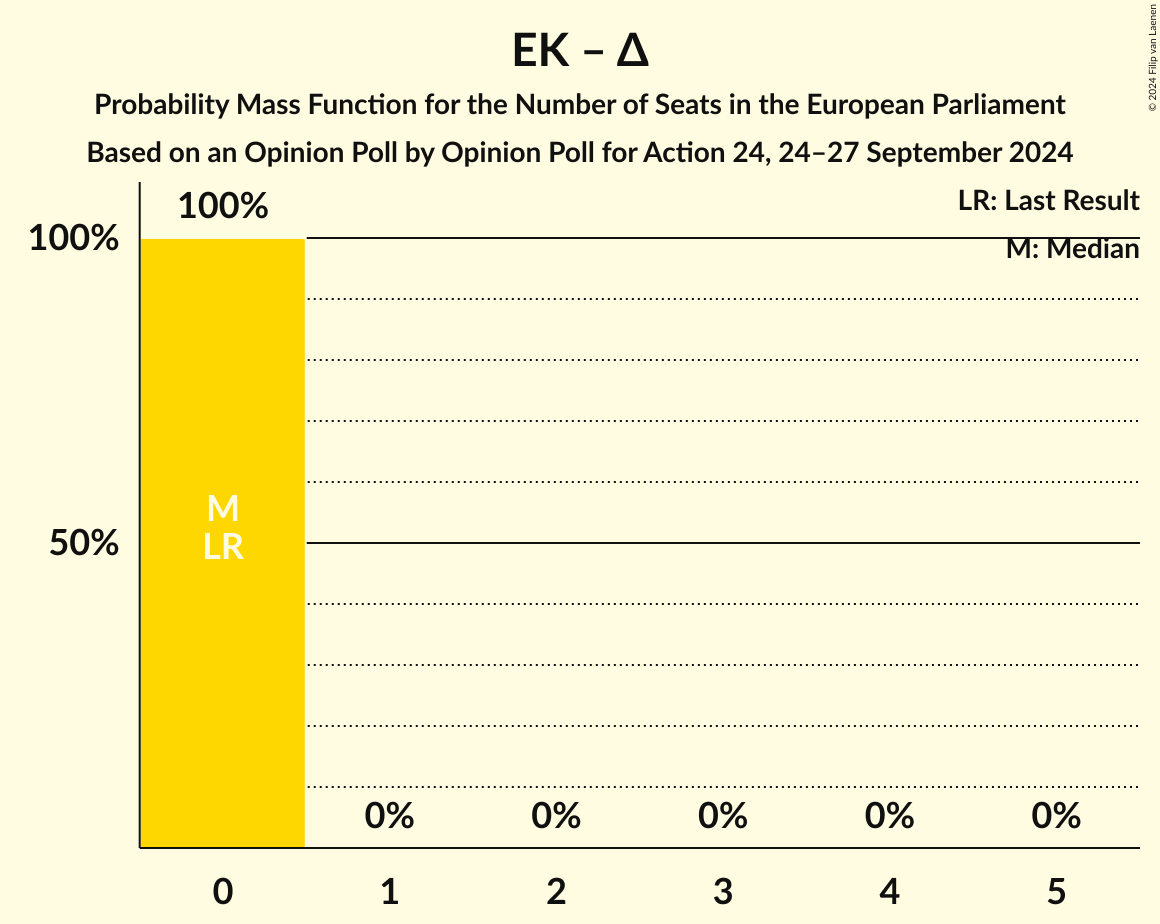 EK – Δ
Probability Mass Function for the Number of Seats in the European Parliament
Based on an Opinion Poll by Opinion Poll for Action 24, 24–27 September 2024
© 2024 Filip van Laenen
LR: Last Result
M: Median
100%
100%
50%
M
LR
0% 0% 0% 0% 0%
0 1 2 3 4 5